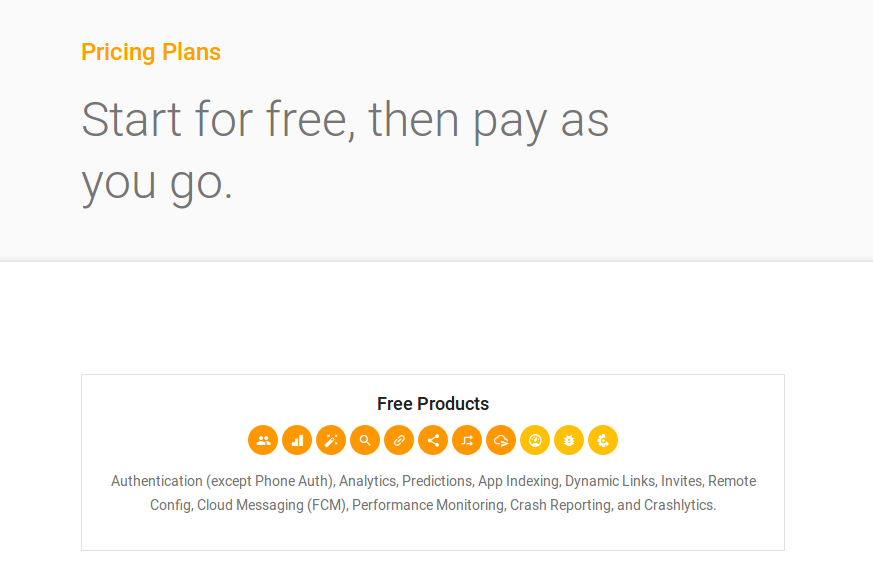 Pricing Plans
Start for free, then pay as
you go.
Free Products
Authentication (except Phone Auth), Analytics, Predictions, App Indexing, Dynamic Links, Invites, Remote
Config, Cloud Messaging (FCM), Performance Monitoring, Crash Reporting, and Crashlytics.